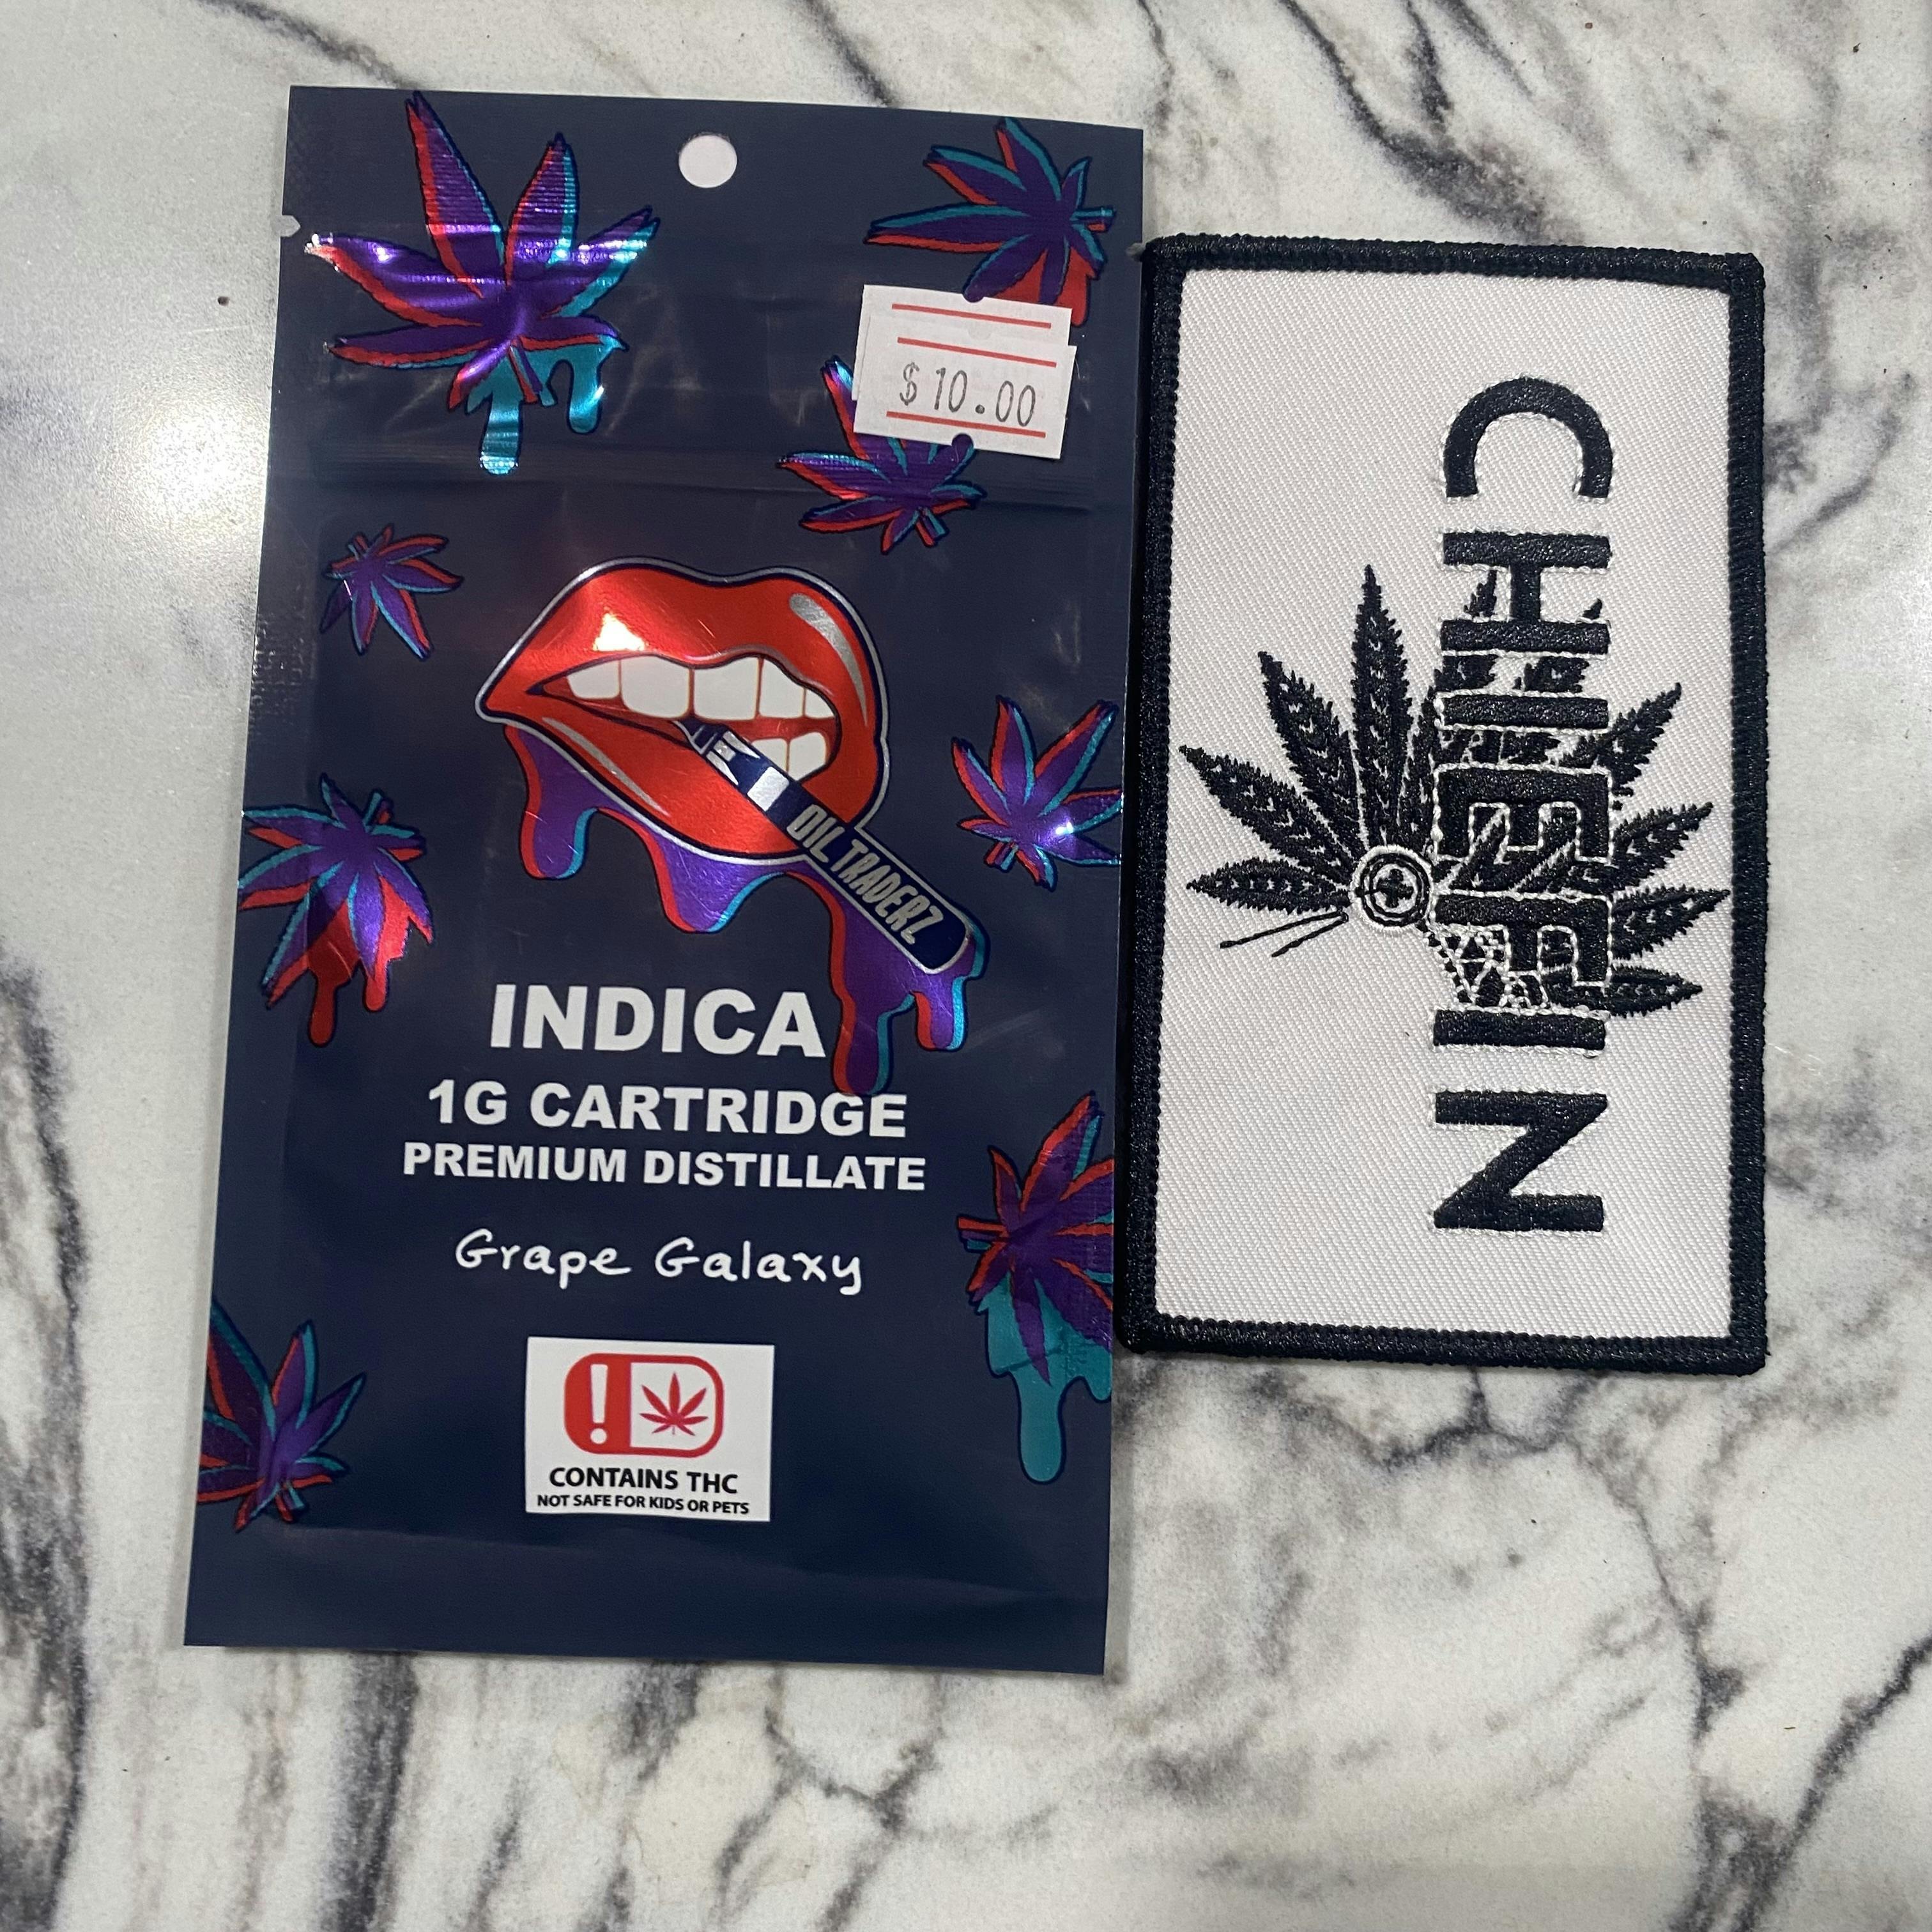 $10.00
OIL TRADERZ
INDICA
1G CARTRIDGE
PREMIUM DISTILLATE
Grape Galaxy
!
CONTAINS THC
NOT SAFE FOR KIDS OR PETS
CHIEFIN